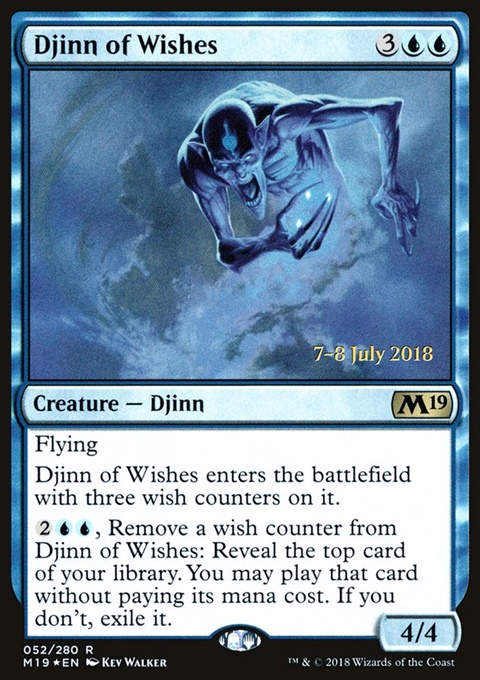 Djinn of Wishes 3
7–8 July 2018
Creature — Djinn M19
Flying
Djinn of Wishes enters the battlefield
with three wish counters on it.
2, Remove a wish counter from
Djinn of Wishes: Reveal the top card
of your library. You may play that card
without paying its mana cost. If you
don't, exile it.
4/4
052/280 R
M19★EN Kev Walker
™ & © 2018 Wizards of the Coast